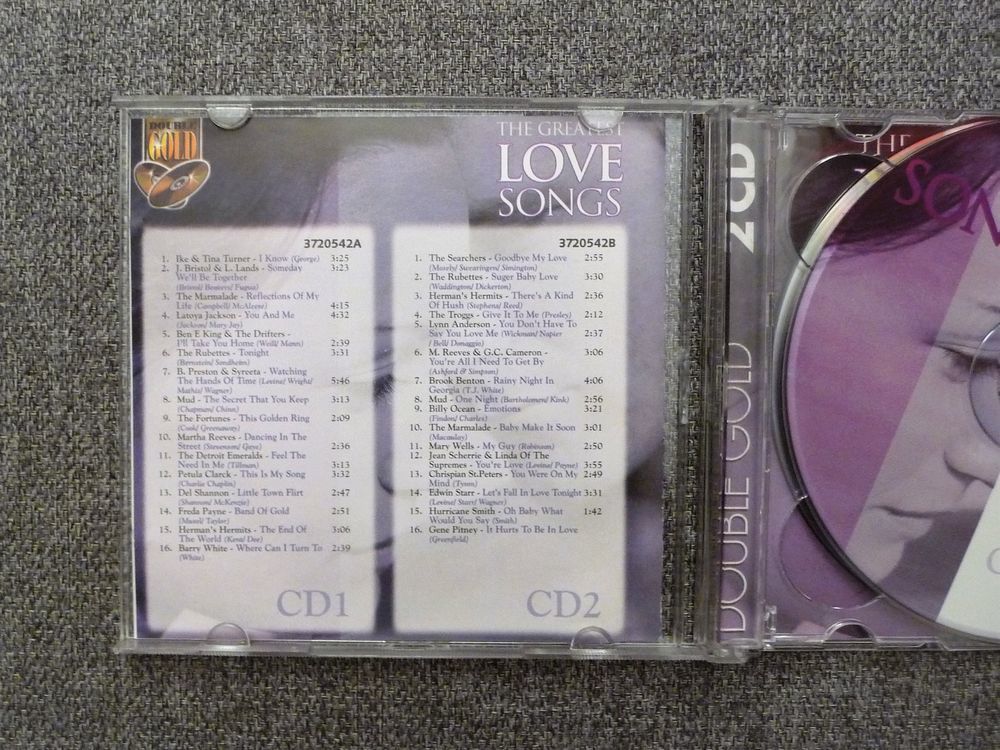 DOUBLE
GOLD
THE GREATEST
LOVE
SONGS
3720542A
1. Ike & Tina Turner - I Know (George) 3:25
2. J. Bristol & L. Lands - Someday 3:23
We'll Be Together
(Bristol/ Beavers/ Fuqua)
3. The Marmalade - Reflections Of My
Life (Campbell/ McAleese) 4:15
4. Latoya Jackson - You And Me 4:32
(Jackson/ Mary Jay)
5. Ben E King & The Drifters -
I'll Take You Home (Weill/ Mann) 2:39
6. The Rubettes - Tonight 3:31
(Bernstein/ Sondheim)
7. B. Preston & Syreeta - Watching
The Hands Of Time (Levine/ Wright/ 5:46
Mathis/ Wagner)
8. Mud - The Secret That You Keep 3:13
(Chapman/ Chinn)
9. The Fortunes - This Golden Ring 2:09
(Cook/ Greenaway)
10. Martha Reeves - Dancing In The
Street (Stevenson/ Gaye) 2:36
11. The Detroit Emeralds - Feel The
Need In Me (Tillman) 3:13
12. Petula Clarck - This Is My Song 3:32
(Charlie Chaplin)
13. Del Shannon - Little Town Flirt 2:47
(Shannon/ McKenzie)
14. Freda Payne - Band Of Gold 2:51
(Musel/ Taylor)
15. Herman's Hermits - The End Of 3:06
The World (Kent/ Dee)
16. Barry White - Where Can I Turn To 2:39
(White)
CD1
3720542B
1. The Searchers - Goodbye My Love 2:55
(Mosely/ Swearingen/ Simington)
2. The Rubettes - Suger Baby Love 3:30
(Waddington/ Dickerton)
3. Herman's Hermits - There's A Kind 2:36
Of Hush (Stephens/ Reed)
4. The Troggs - Give It To Me (Presley) 2:12
5. Lynn Anderson - You Don't Have To
Say You Love Me (Wickman/ Napier 2:37
/ Bell/ Donaggio)
6. M. Reeves & G.C. Cameron - 3:06
You're All I Need To Get By
(Ashford & Simpson)
7. Brook Benton - Rainy Night In 4:06
Georgia (T.J. White)
8. Mud - One Night (Bartholomew/ Kink) 2:56
9. Billy Ocean - Emotions 3:21
(Findon/ Charles)
10. The Marmalade - Baby Make It Soon 3:01
(Macaulay)
11. Mary Wells - My Guy (Robinson) 2:50
12. Jean Scherrie & Linda Of The
Supremes - You're Love (Levine/ Payne) 3:55
13. Chrispian St.Peters - You Were On My 2:49
Mind (Tyson)
14. Edwin Starr - Let's Fall In Love Tonight 3:31
(Levine/ Starr/ Wagner)
15. Hurricane Smith - Oh Baby What 1:42
Would You Say (Smith)
16. Gene Pitney - It Hurts To Be In Love
(Greenfield)
CD2
2 CD
DOUBLE GOLD
THE
SON